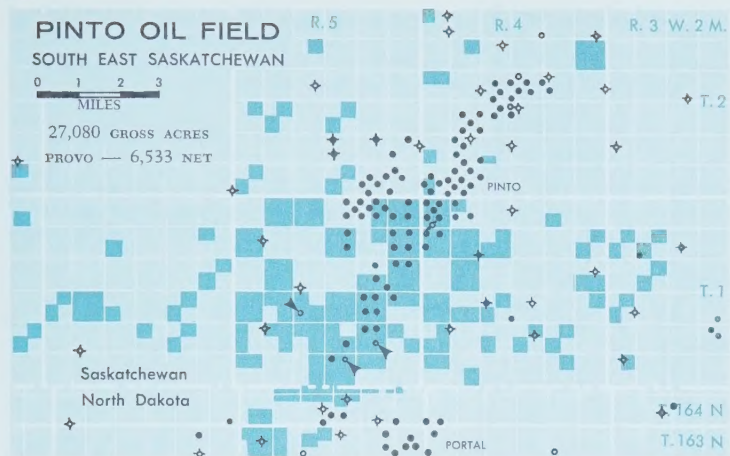 PINTO OIL FIELD
SOUTH EAST SASKATCHEWAN
0 1 2 3
MILES
27,080 GROSS ACRES
PROVO — 6,533 NET
R. 5
R. 4
R. 3 W. 2 M.
T. 2
PINTO
T. 1
Saskatchewan
North Dakota
T. 164 N
T. 163 N
PORTAL